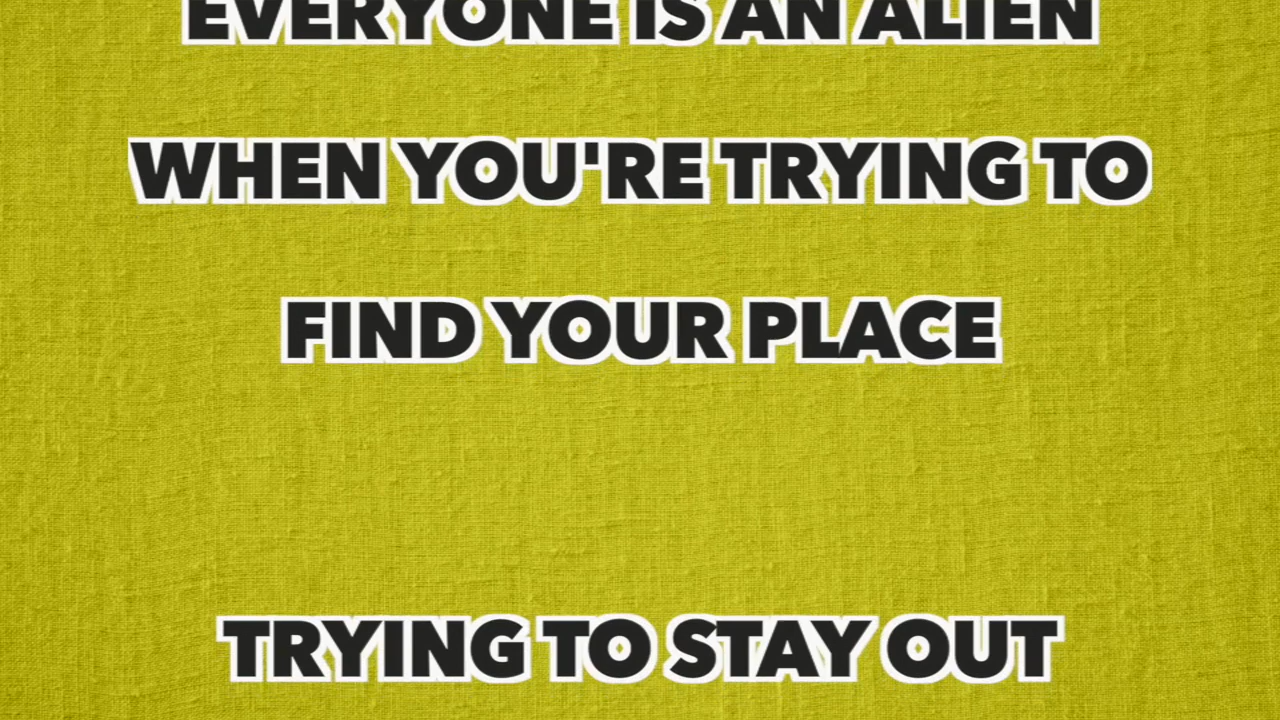 EVERYONE IS AN ALIEN
WHEN YOU'RE TRYING TO
FIND YOUR PLACE
TRYING TO STAY OUT